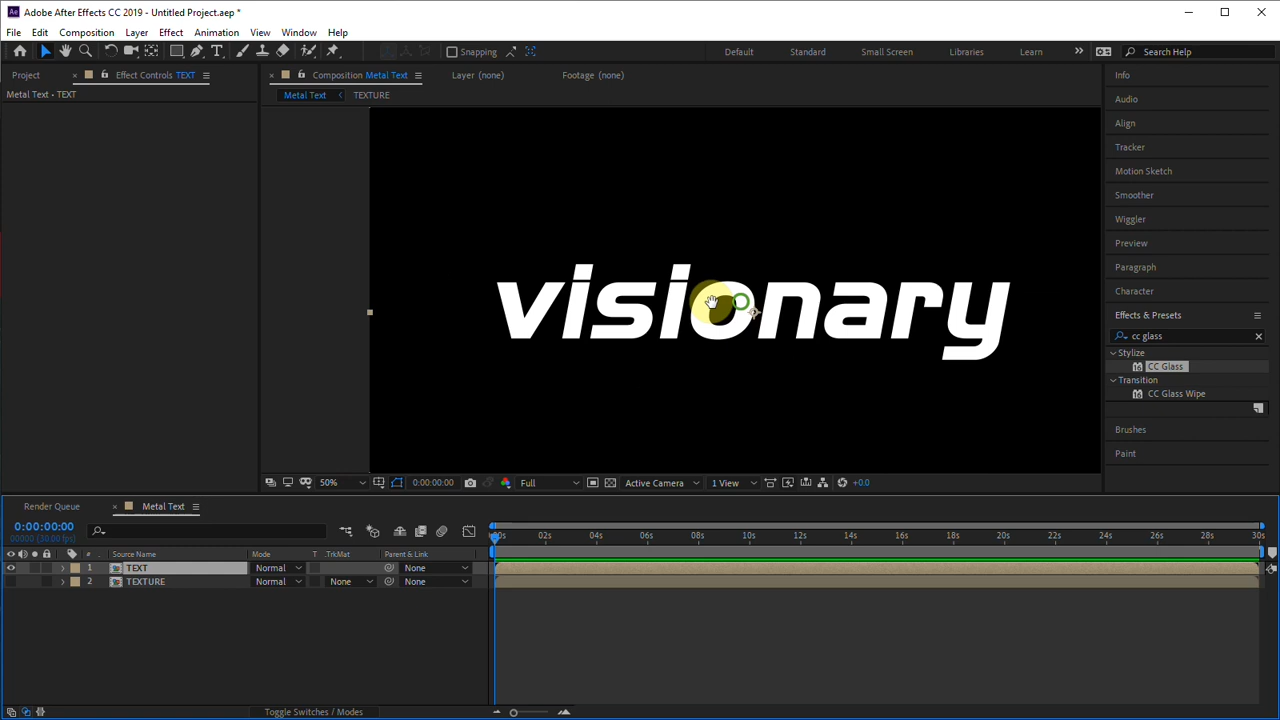 Ae Adobe After Effects CC 2019 - Untitled Project.aep *
File Edit Composition Layer Effect Animation View Window Help
Snapping Default Standard Small Screen Libraries Learn Search Help
Project Effect Controls TEXT Composition Metal Text Layer (none) Footage (none)
Metal Text • TEXT
Metal Text TEXTURE
visionary
Info
Audio
Align
Tracker
Motion Sketch
Smoother
Wiggler
Preview
Paragraph
Character
Effects & Presets
cc glass
Stylize
CC Glass
Transition
CC Glass Wipe
Brushes
Paint
50% 0:00:00:00 Full Active Camera 1 View +0.0
Render Queue Metal Text
0:00:00:00
00000 (30.00 fps)
:00s 02s 04s 06s 08s 10s 12s 14s 16s 18s 20s 22s 24s 26s 28s 30s
# Source Name Mode T .TrkMat Parent & Link
1 TEXT Normal None
2 TEXTURE Normal None None
Toggle Switches / Modes